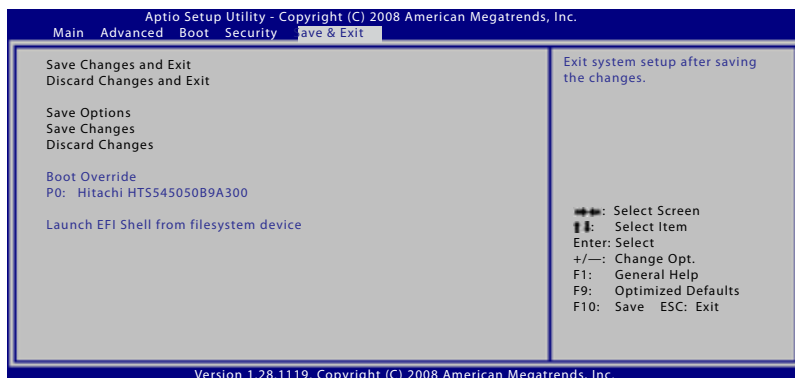 Aptio Setup Utility - Copyright (C) 2008 American Megatrends, Inc.
Main Advanced Boot Security Save & Exit
Save Changes and Exit
Discard Changes and Exit
Save Options
Save Changes
Discard Changes
Boot Override
P0: Hitachi HTS545050B9A300
Launch EFI Shell from filesystem device
Exit system setup after saving
the changes.
→←: Select Screen
↑↓: Select Item
Enter: Select
+/—: Change Opt.
F1: General Help
F9: Optimized Defaults
F10: Save ESC: Exit
Version 1.28.1119. Copyright (C) 2008 American Megatrends, Inc.